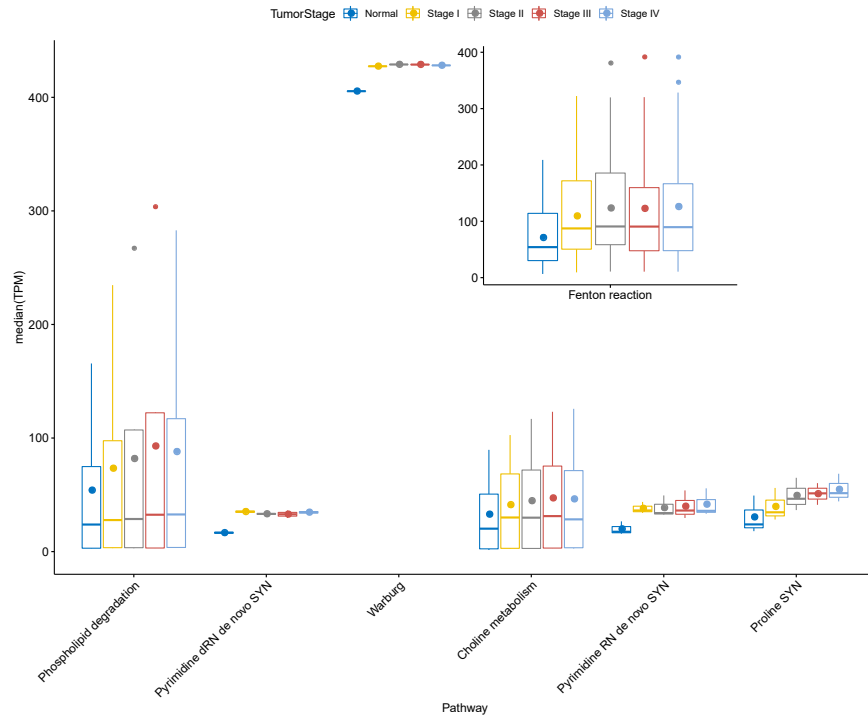 TumorStage Normal Stage I Stage II Stage III Stage IV
median(TPM)
400
300
200
100
0
400
300
200
100
0
Fenton reaction
Phospholipid degradation
Pyrimidine dRN de novo SYN
Warburg
Choline metabolism
Pyrimidine RN de novo SYN
Proline SYN
Pathway